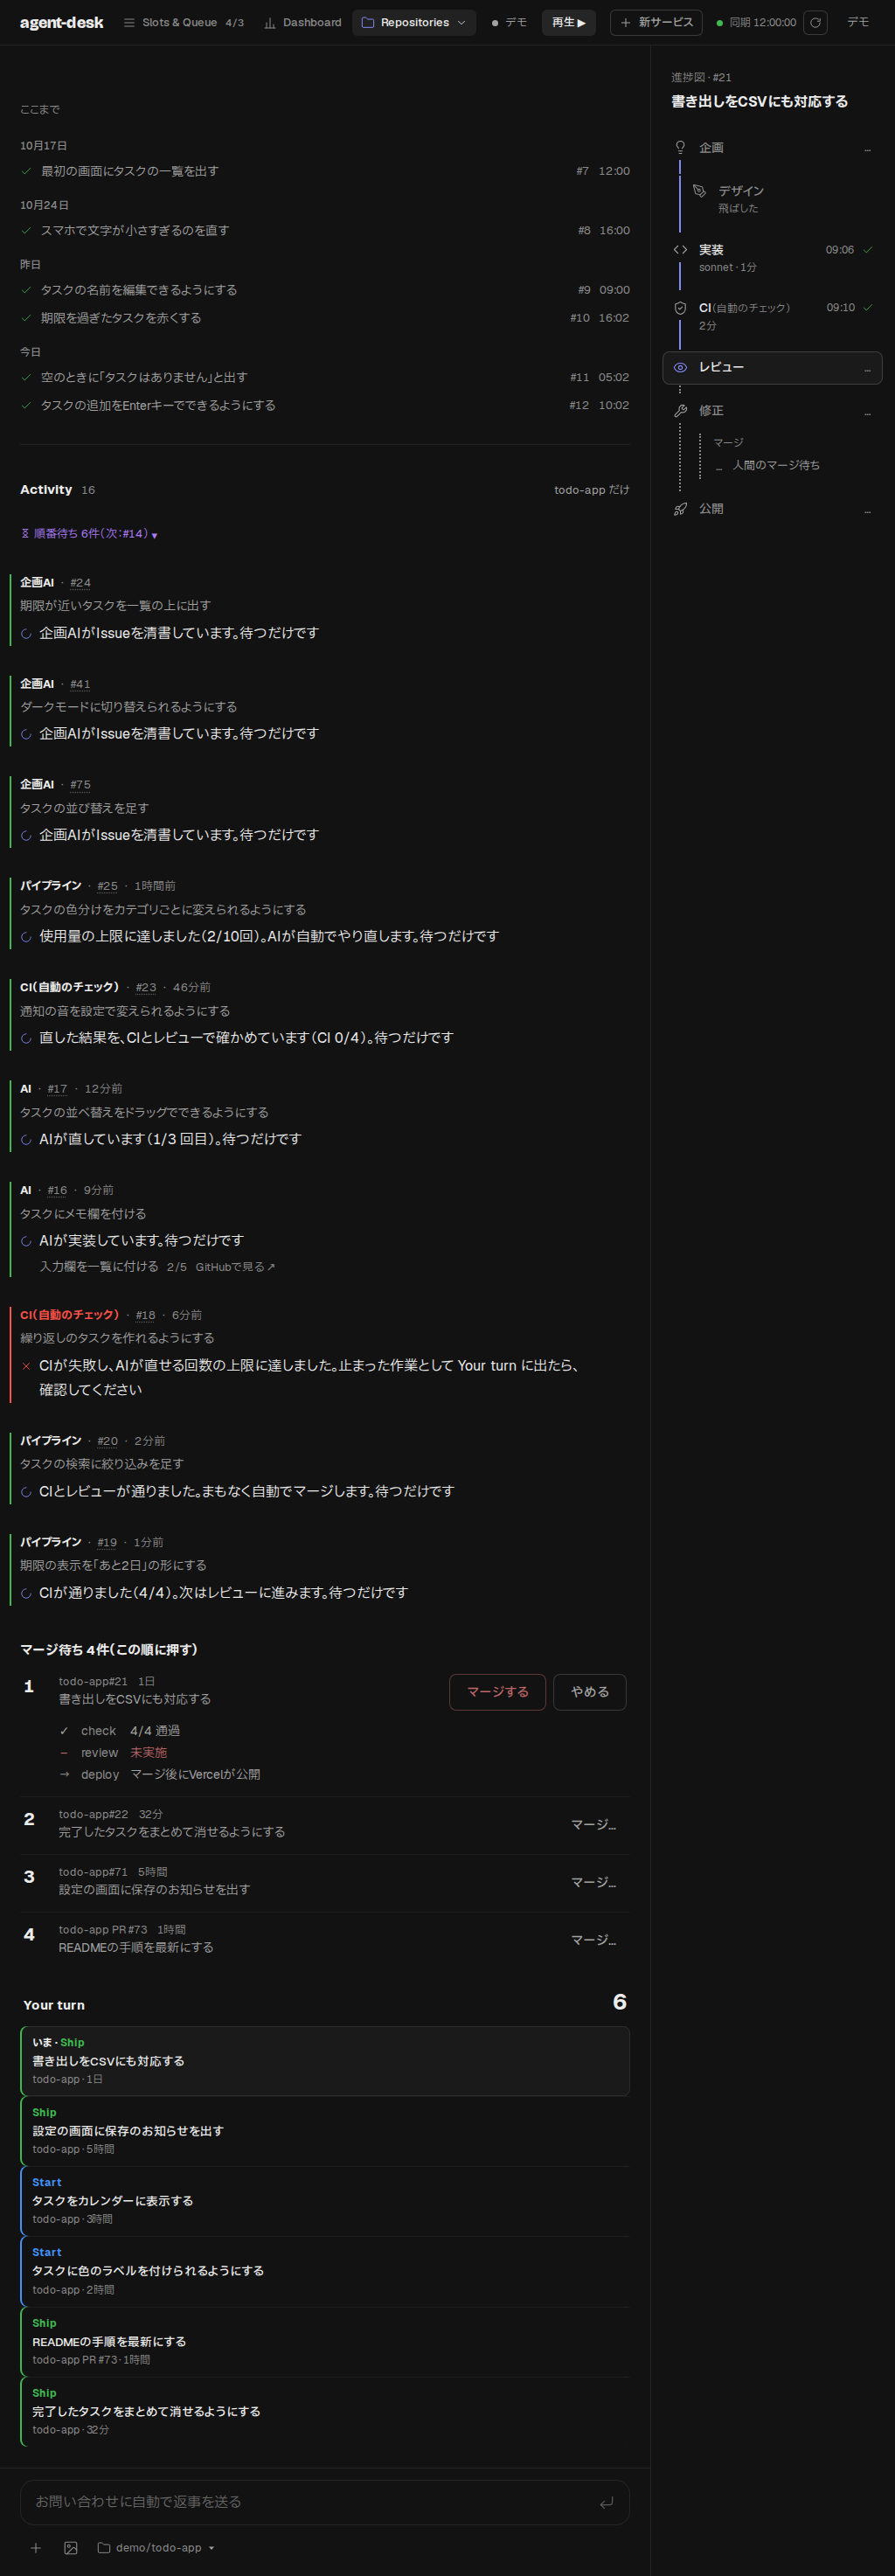 agent-desk
Slots & Queue 4/3
Dashboard
Repositories
デモ
再生 ▶
新サービス
同期 12:00:00
デモ
ここまで
10月17日
最初の画面にタスクの一覧を出す #7 12:00
10月24日
スマホで文字が小さすぎるのを直す #8 16:00
昨日
タスクの名前を編集できるようにする #9 09:00
期限を過ぎたタスクを赤くする #10 16:02
今日
空のときに「タスクはありません」と出す #11 05:02
タスクの追加をEnterキーでできるようにする #12 10:02
Activity 16 todo-app だけ
順番待ち 6件（次：#14）▾
企画AI · #24
期限が近いタスクを一覧の上に出す
企画AIがIssueを清書しています。待つだけです
企画AI · #41
ダークモードに切り替えられるようにする
企画AIがIssueを清書しています。待つだけです
企画AI · #75
タスクの並び替えを足す
企画AIがIssueを清書しています。待つだけです
パイプライン · #25 · 1時間前
タスクの色分けをカテゴリごとに変えられるようにする
使用量の上限に達しました（2/10回）。AIが自動でやり直します。待つだけです
CI（自動のチェック） · #23 · 46分前
通知の音を設定で変えられるようにする
直した結果を、CIとレビューで確かめています（CI 0/4）。待つだけです
AI · #17 · 12分前
タスクの並べ替えをドラッグでできるようにする
AIが直しています（1/3 回目）。待つだけです
AI · #16 · 9分前
タスクにメモ欄を付ける
AIが実装しています。待つだけです
入力欄を一覧に付ける 2/5 GitHubで見る↗
CI（自動のチェック） · #18 · 6分前
繰り返しのタスクを作れるようにする
CIが失敗し、AIが直せる回数の上限に達しました。止まった作業として Your turn に出たら、
確認してください
パイプライン · #20 · 2分前
タスクの検索に絞り込みを足す
CIとレビューが通りました。まもなく自動でマージします。待つだけです
パイプライン · #19 · 1分前
期限の表示を「あと2日」の形にする
CIが通りました（4/4）。次はレビューに進みます。待つだけです
マージ待ち 4件（この順に押す）
1 todo-app#21 1日
書き出しをCSVにも対応する
マージする やめる
✓ check 4/4 通過
– review 未実施
→ deploy マージ後にVercelが公開
2 todo-app#22 32分
完了したタスクをまとめて消せるようにする
マージ…
3 todo-app#71 5時間
設定の画面に保存のお知らせを出す
マージ…
4 todo-app PR #73 1時間
READMEの手順を最新にする
マージ…
Your turn 6
いま · Ship
書き出しをCSVにも対応する
todo-app · 1日
Ship
設定の画面に保存のお知らせを出す
todo-app · 5時間
Start
タスクをカレンダーに表示する
todo-app · 3時間
Start
タスクに色のラベルを付けられるようにする
todo-app · 2時間
Ship
READMEの手順を最新にする
todo-app PR #73 · 1時間
Ship
完了したタスクをまとめて消せるようにする
todo-app · 32分
お問い合わせに自動で返事を送る
demo/todo-app ▾
進捗図 · #21
書き出しをCSVにも対応する
企画 …
デザイン
飛ばした
実装 09:06
sonnet · 1分
CI（自動のチェック） 09:10
2分
レビュー …
修正 …
マージ
… 人間のマージ待ち
公開 …